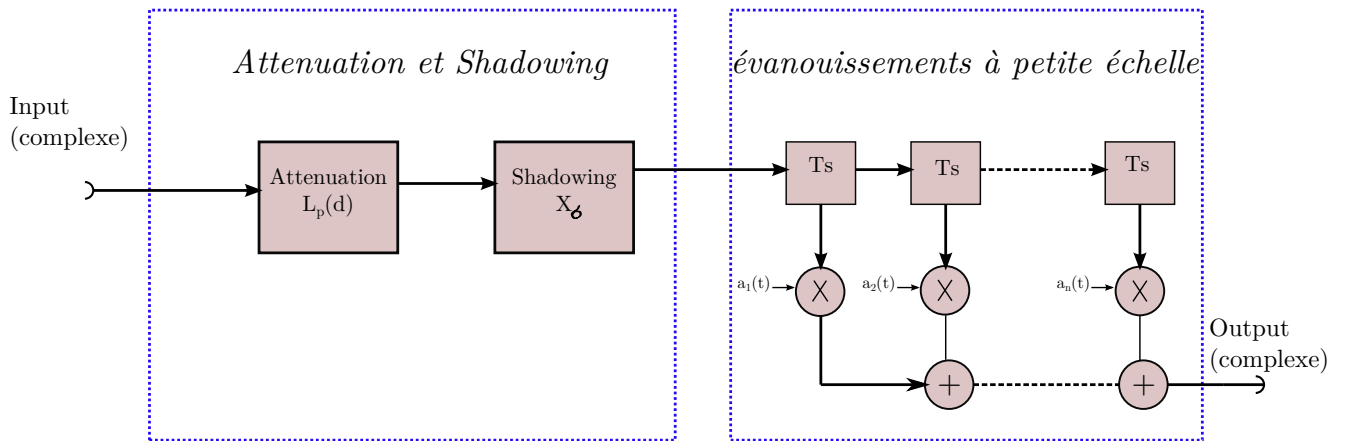 Attenuation et Shadowing
évanouissements à petite échelle
Input
(complexe)
Attenuation
Lₚ(d)
Shadowing
X₆
Ts
Ts
Ts
a₁(t)
X
a₂(t)
X
aₙ(t)
X
+
+
Output
(complexe)